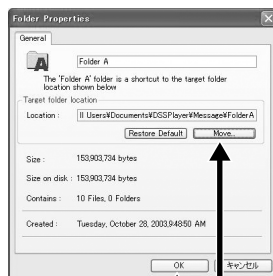 Folder Properties
General
A
Folder A
The 'Folder A' folder is a shortcut to the target folder
location shown below
Target folder location
Location : ll Users¥Documents¥DSSPlayer¥Message¥FolderA
Restore Default Move...
Size : 153,903,734 bytes
Size on disk : 153,903,734 bytes
Contains : 10 Files, 0 Folders
Created : Tuesday, October 28, 2003,9:48:50 AM
OK キャンセル